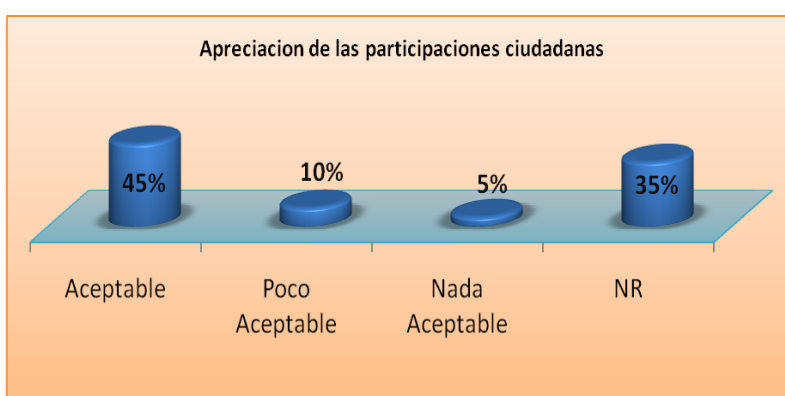 Apreciacion de las participaciones ciudadanas
45%
10%
5%
35%
Aceptable
Poco
Aceptable
Nada
Aceptable
NR